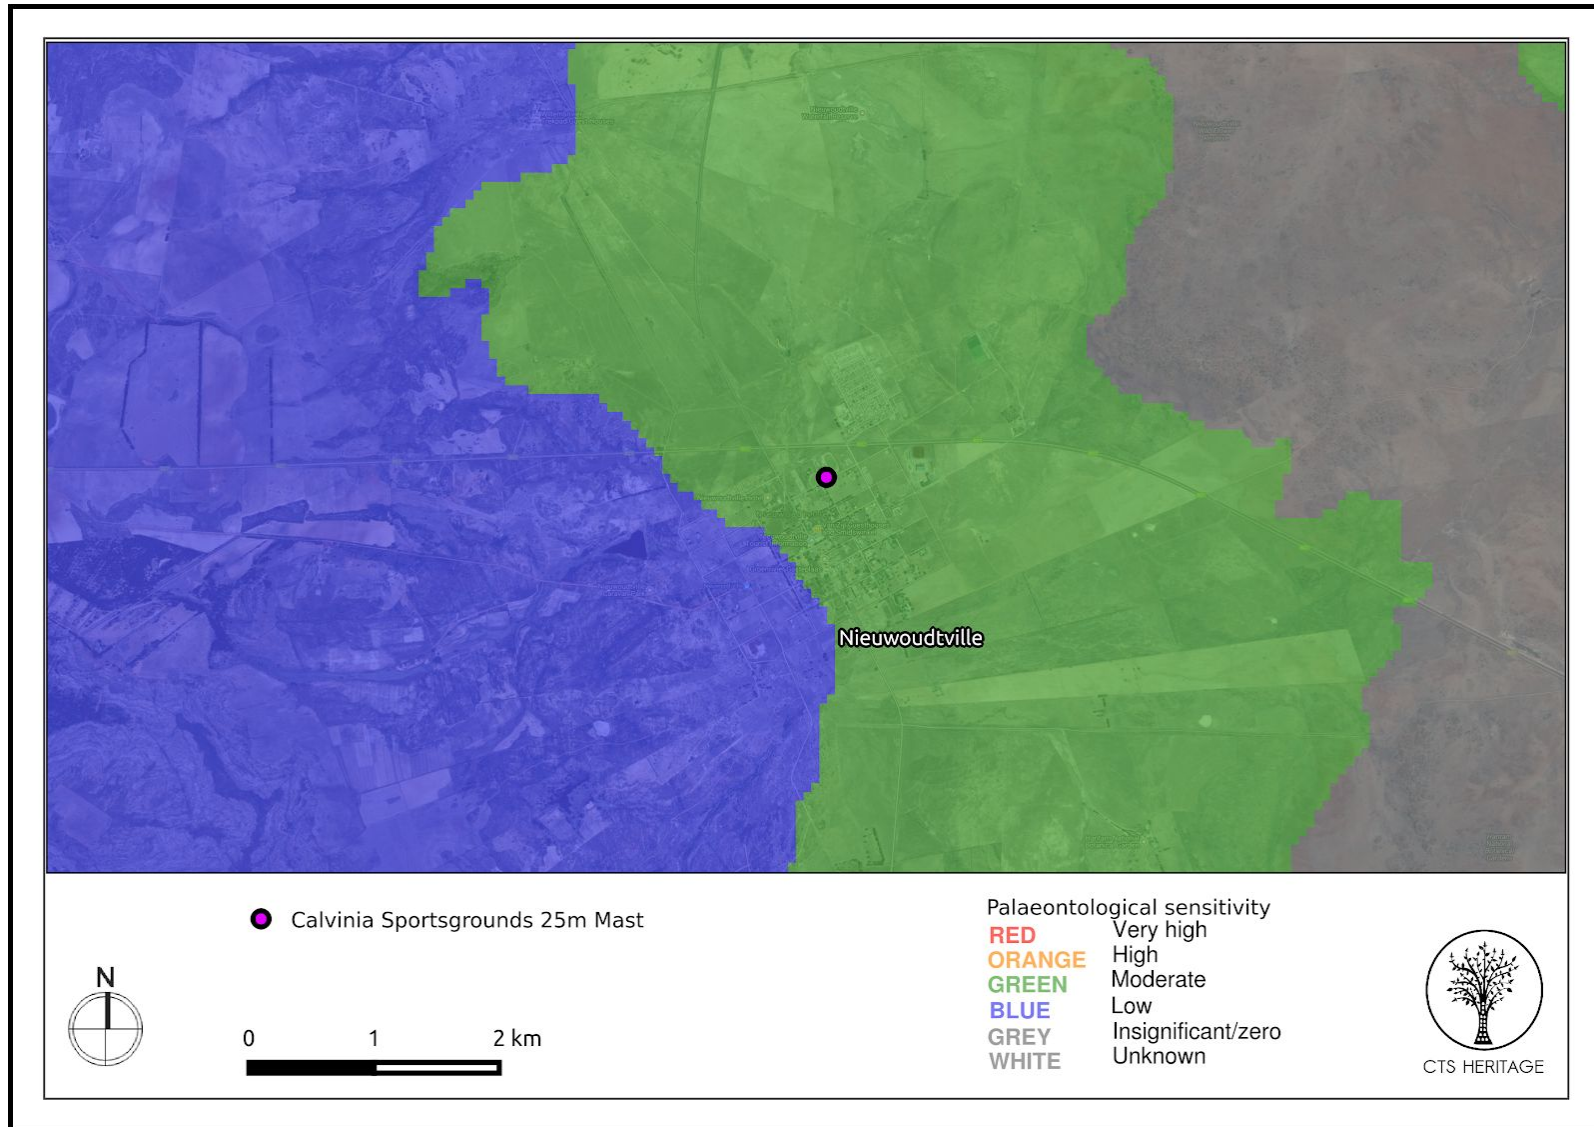 Nieuwoudtville
Calvinia Sportsgrounds 25m Mast
N
0 1 2 km
Palaeontological sensitivity
RED Very high
ORANGE High
GREEN Moderate
BLUE Low
GREY Insignificant/zero
WHITE Unknown
CTS HERITAGE